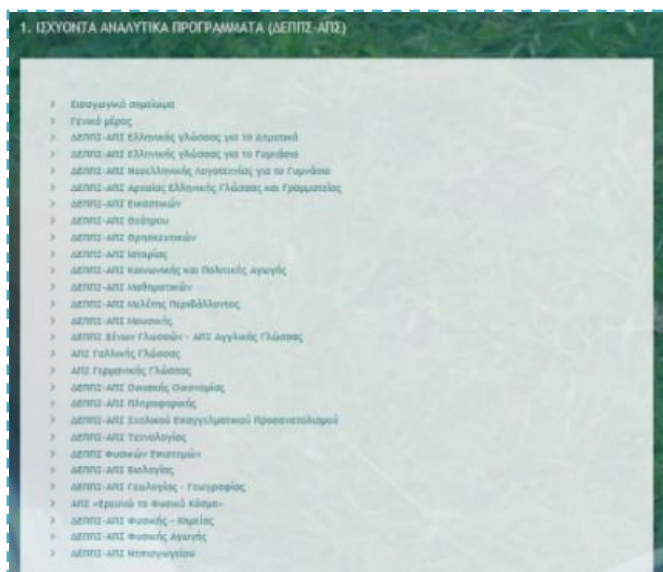 1. ΙΣΧΥΟΝΤΑ ΑΝΑΛΥΤΙΚΑ ΠΡΟΓΡΑΜΜΑΤΑ (ΔΕΠΠΣ-ΑΠΣ)
Εισαγωγικό σημείωμα
Γενικό μέρος
ΔΕΠΠΣ-ΑΠΣ Ελληνικής γλώσσας για το Δημοτικό
ΔΕΠΠΣ-ΑΠΣ Ελληνικής γλώσσας για το Γυμνάσιο
ΔΕΠΠΣ-ΑΠΣ Νεοελληνικής Λογοτεχνίας για το Γυμνάσιο
ΔΕΠΠΣ-ΑΠΣ Αρχαίας Ελληνικής Γλώσσας και Γραμματείας
ΔΕΠΠΣ-ΑΠΣ Εικαστικών
ΔΕΠΠΣ-ΑΠΣ Θεάτρου
ΔΕΠΠΣ-ΑΠΣ Θρησκευτικών
ΔΕΠΠΣ-ΑΠΣ Ιστορίας
ΔΕΠΠΣ-ΑΠΣ Κοινωνικής και Πολιτικής Αγωγής
ΔΕΠΠΣ-ΑΠΣ Μαθηματικών
ΔΕΠΠΣ-ΑΠΣ Μελέτης Περιβάλλοντος
ΔΕΠΠΣ-ΑΠΣ Μουσικής
ΔΕΠΠΣ Ξένων Γλωσσών - ΑΠΣ Αγγλικής Γλώσσας
ΑΠΣ Γαλλικής Γλώσσας
ΑΠΣ Γερμανικής Γλώσσας
ΔΕΠΠΣ-ΑΠΣ Οικιακής Οικονομίας
ΔΕΠΠΣ-ΑΠΣ Πληροφορικής
ΔΕΠΠΣ-ΑΠΣ Σχολικού Επαγγελματικού Προσανατολισμού
ΔΕΠΠΣ-ΑΠΣ Τεχνολογίας
ΔΕΠΠΣ Φυσικών Επιστημών
ΔΕΠΠΣ-ΑΠΣ Βιολογίας
ΔΕΠΠΣ-ΑΠΣ Γεωλογίας - Γεωγραφίας
ΑΠΣ «Ερευνώ το Φυσικό Κόσμο»
ΔΕΠΠΣ-ΑΠΣ Φυσικής - Χημείας
ΔΕΠΠΣ-ΑΠΣ Φυσικής Αγωγής
ΔΕΠΠΣ-ΑΠΣ Νηπιαγωγείου